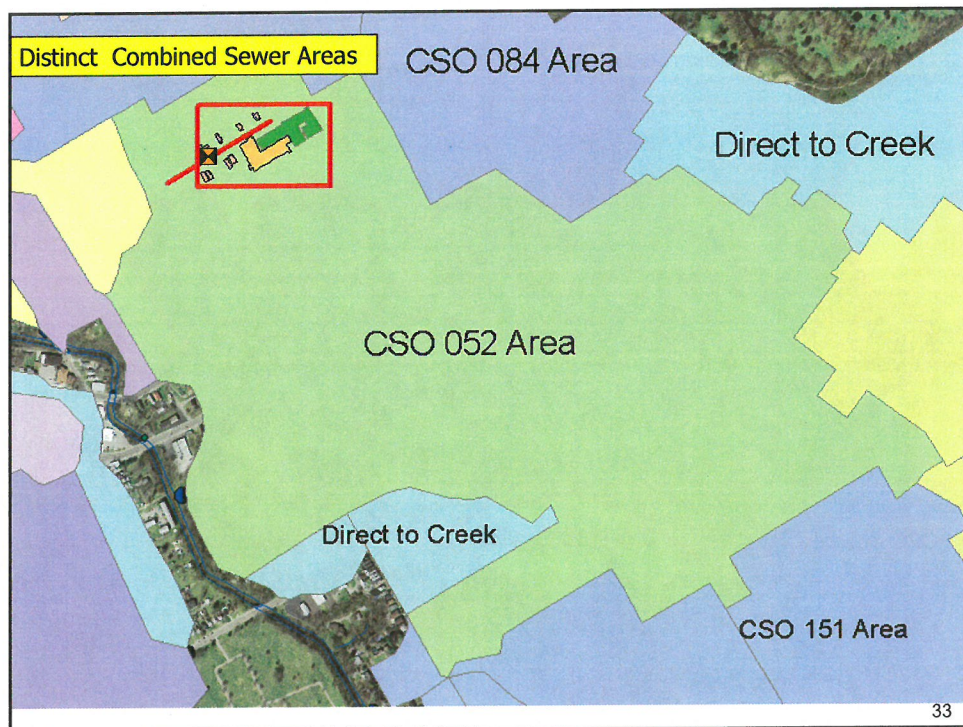 Distinct Combined Sewer Areas
CSO 084 Area
Direct to Creek
CSO 052 Area
Direct to Creek
CSO 151 Area
33